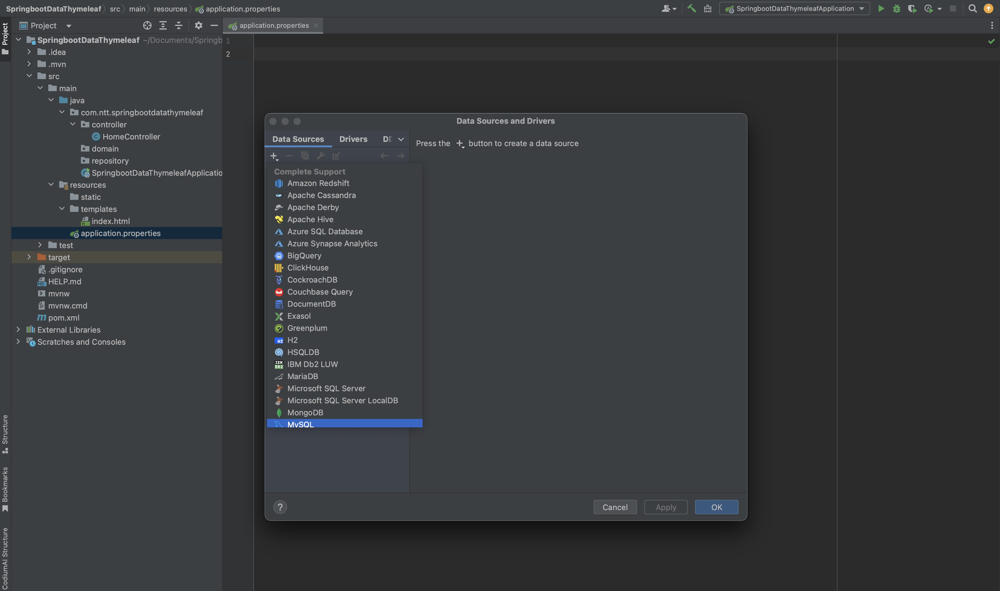 SpringbootDataThymeleaf src main resources application.properties
SpringbootDataThymeleafApplication
Project
Project
application.properties
SpringbootDataThymeleaf ~/Documents/Springb
.idea
.mvn
src
main
java
com.ntt.springbootdatathymeleaf
controller
HomeController
domain
repository
SpringbootDataThymeleafApplicatio
resources
static
templates
index.html
application.properties
test
target
.gitignore
HELP.md
mvnw
mvnw.cmd
pom.xml
External Libraries
Scratches and Consoles
Structure
Bookmarks
CodiumAI Structure
1
2
Data Sources and Drivers
Data Sources Drivers DD
Press the + button to create a data source
Complete Support
Amazon Redshift
Apache Cassandra
Apache Derby
Apache Hive
Azure SQL Database
Azure Synapse Analytics
BigQuery
ClickHouse
CockroachDB
Couchbase Query
DocumentDB
Exasol
Greenplum
H2 H2
HSQLDB
IBM DB2 IBM Db2 LUW
MariaDB
Microsoft SQL Server
Microsoft SQL Server LocalDB
MongoDB
MySQL
? Cancel Apply OK